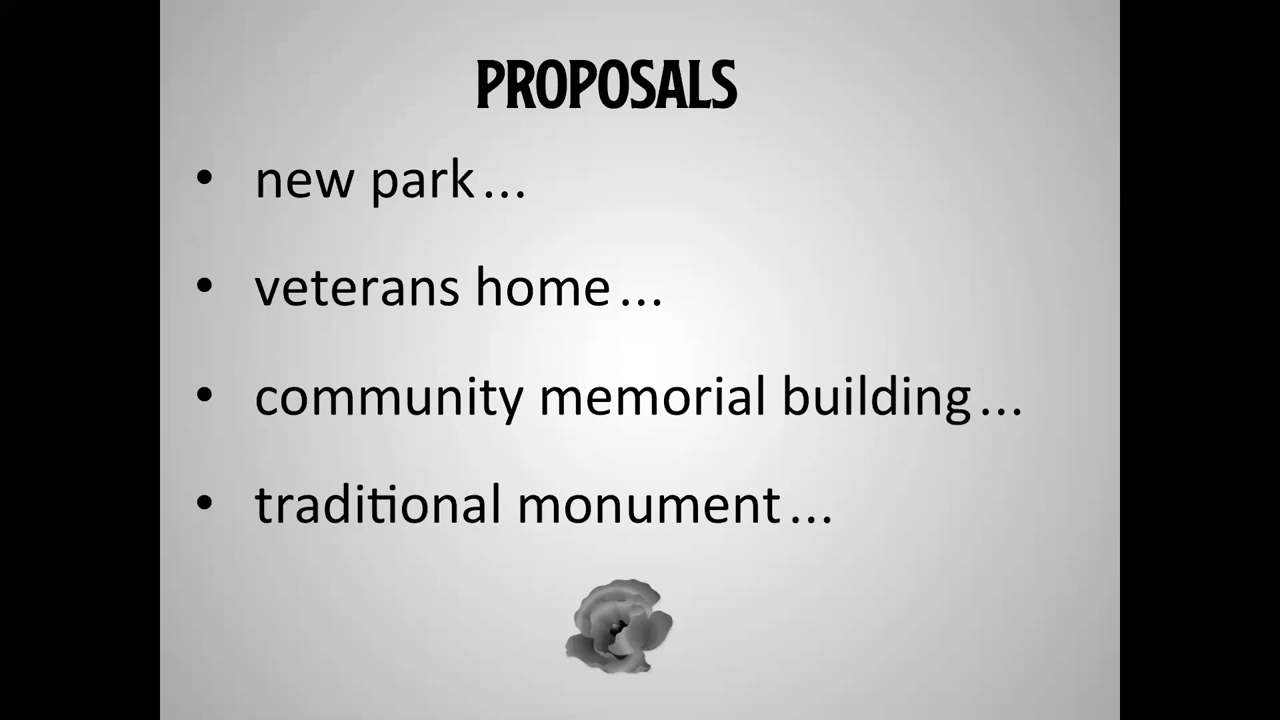 PROPOSALS
• new park...
• veterans home...
• community memorial building...
• traditional monument...